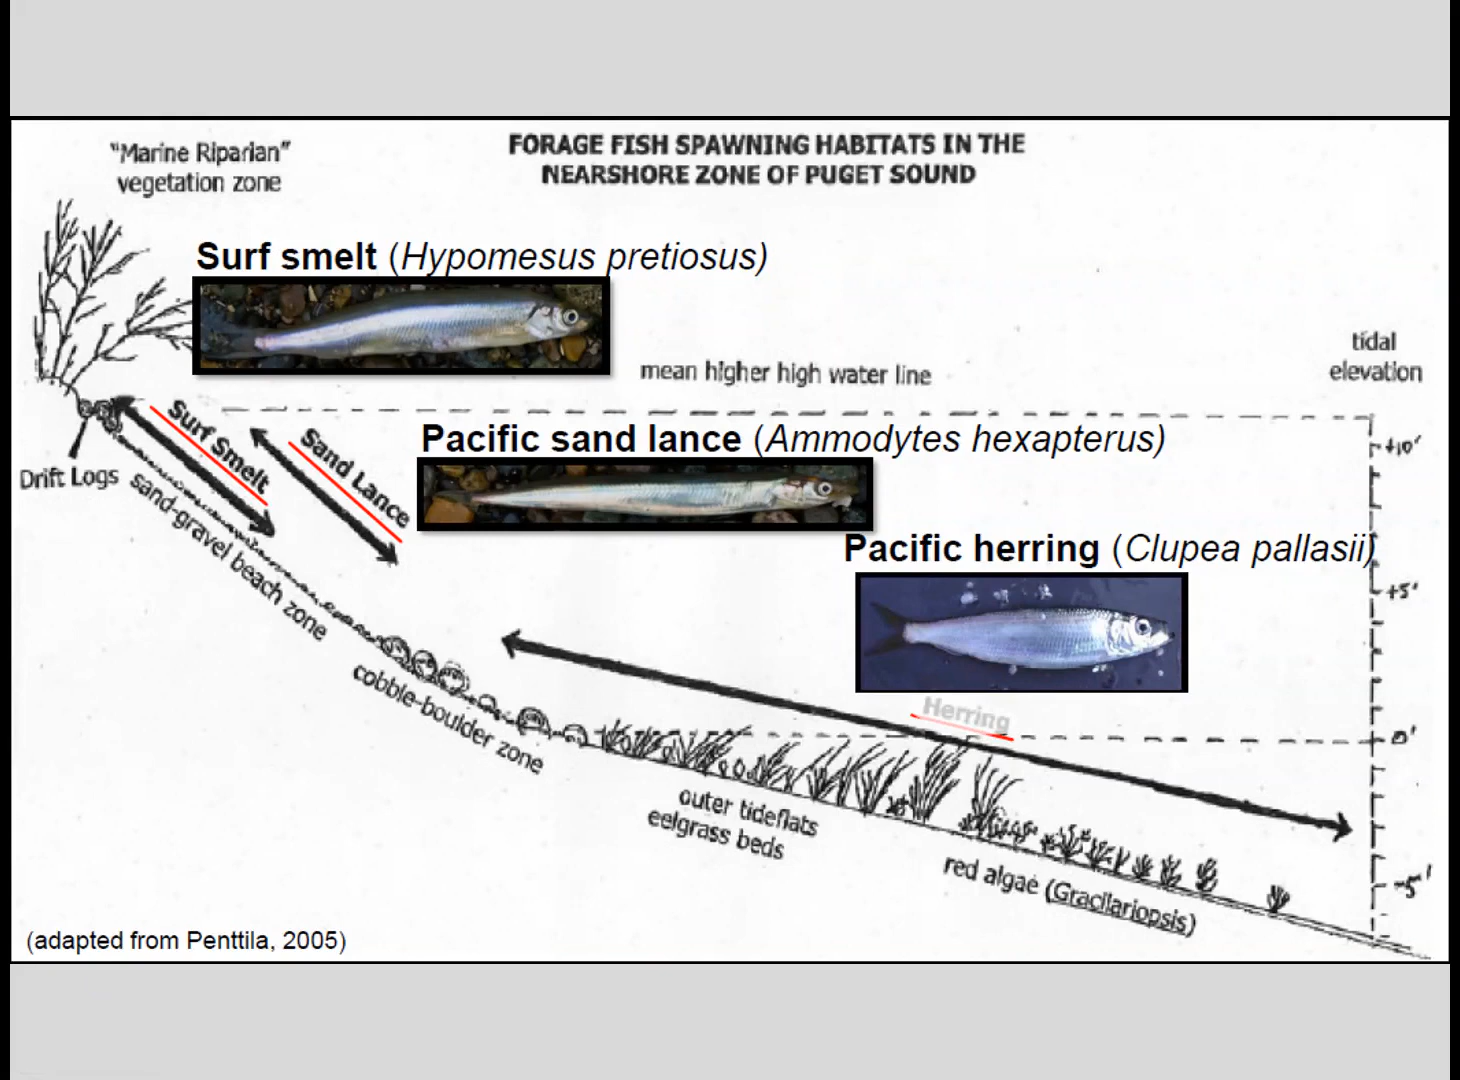 "Marine Riparian"
vegetation zone
FORAGE FISH SPAWNING HABITATS IN THE
NEARSHORE ZONE OF PUGET SOUND
Surf smelt (Hypomesus pretiosus)
mean higher high water line
tidal
elevation
Surf Smelt
Sand Lance
Pacific sand lance (Ammodytes hexapterus)
+10'
Drift Logs
sand-gravel beach zone
Pacific herring (Clupea pallasii)
+5'
cobble-boulder zone
Herring
0'
outer tideflats
eelgrass beds
red algae (Gracilariopsis)
-5'
(adapted from Penttila, 2005)